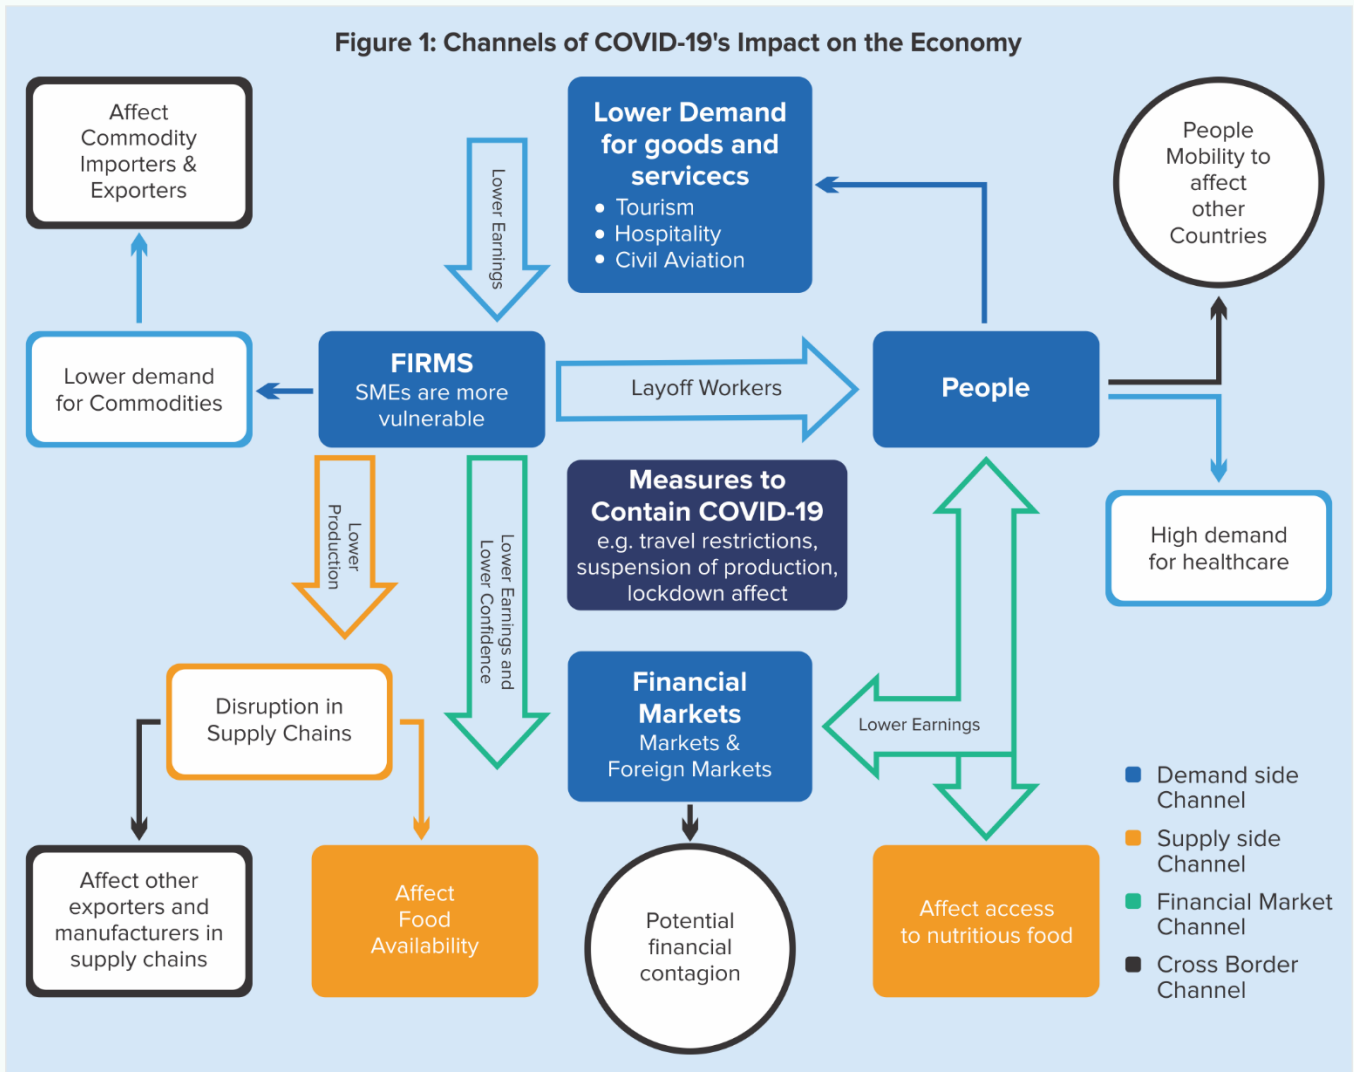 Figure 1: Channels of COVID-19's Impact on the Economy
Affect
Commodity
Importers &
Exporters
Lower Earnings
Lower Demand
for goods and
servicecs
• Tourism
• Hospitality
• Civil Aviation
People
Mobility to
affect
other
Countries
Lower demand
for Commodities
FIRMS
SMEs are more
vulnerable
Layoff Workers
People
Lower
Production
Lower Earnings and
Lower Confidence
Measures to
Contain COVID-19
e.g. travel restrictions,
suspension of production,
lockdown affect
High demand
for healthcare
Disruption in
Supply Chains
Financial
Markets
Markets &
Foreign Markets
Lower Earnings
Affect other
exporters and
manufacturers in
supply chains
Affect
Food
Availability
Potential
financial
contagion
Affect access
to nutritious food
Demand side
Channel
Supply side
Channel
Financial Market
Channel
Cross Border
Channel